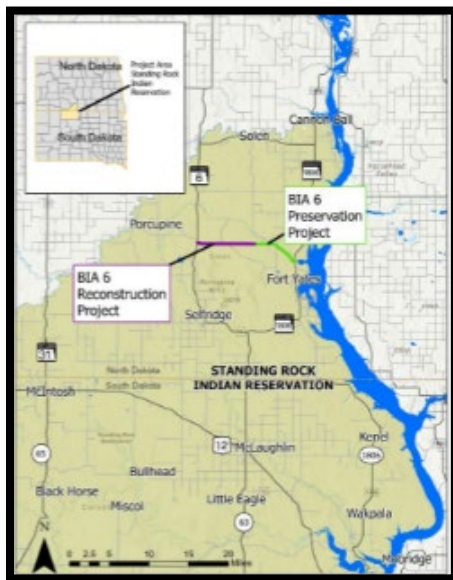 North Dakota
South Dakota
Project Area
Standing Rock
Indian
Reservation
Cannon Ball
Solen
6
1806
BIA 6
Preservation
Project
Porcupine
BIA 6
Reconstruction
Project
Fort Yates
Selfridge
1806
31
STANDING ROCK
INDIAN RESERVATION
North Dakota
South Dakota
McIntosh
Kenel
12
McLaughlin
1806
65
Bullhead
Black Horse
Little Eagle
Miscol
Wakpala
63
N
Mobridge
0 2.5 5 10 15 20
Miles